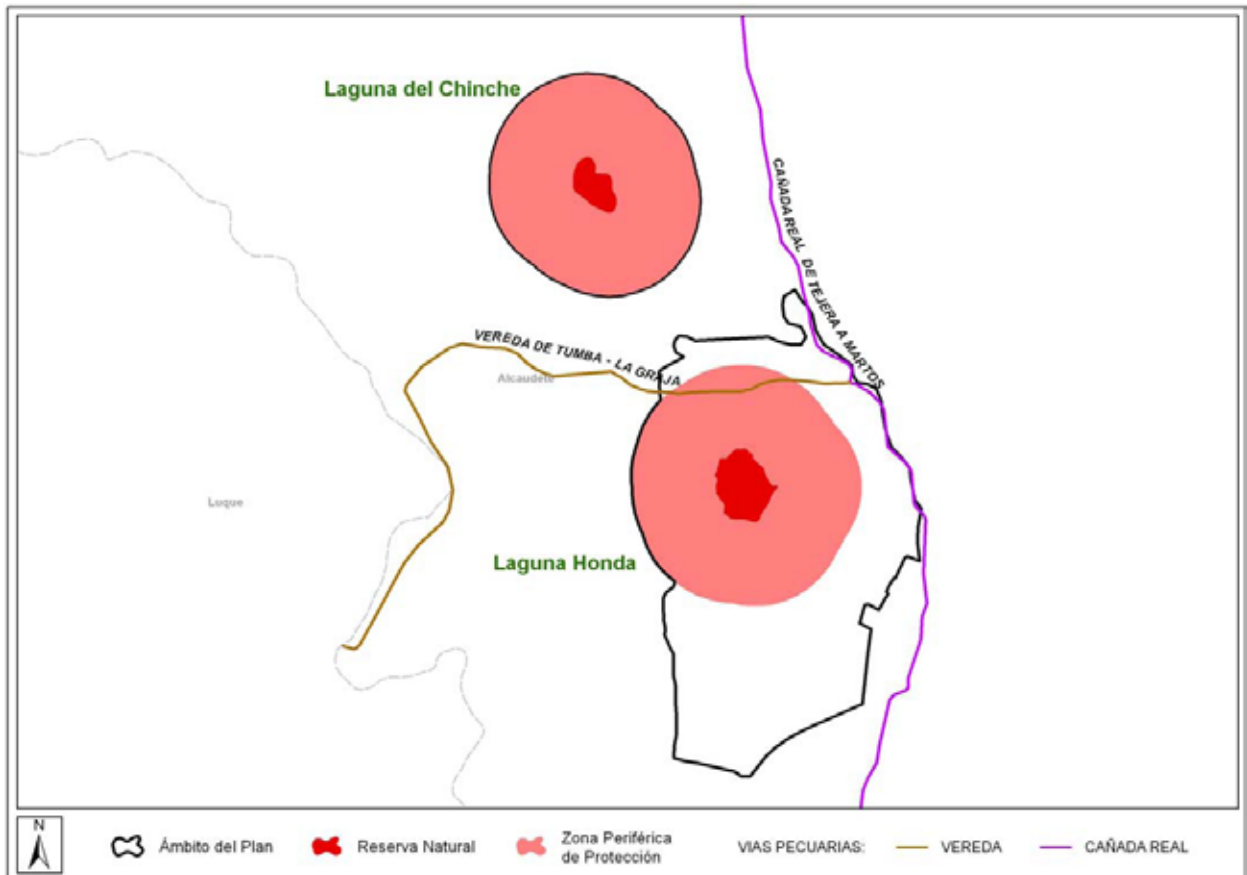 Laguna del Chinche
CAÑADA REAL DE TEJERA A MARTOS
VEREDA DE TUMBA - LA GRAJA
Alcaudete
Luque
Laguna Honda
N
Ámbito del Plan
Reserva Natural
Zona Periférica
de Protección
VIAS PECUARIAS:
VEREDA
CAÑADA REAL